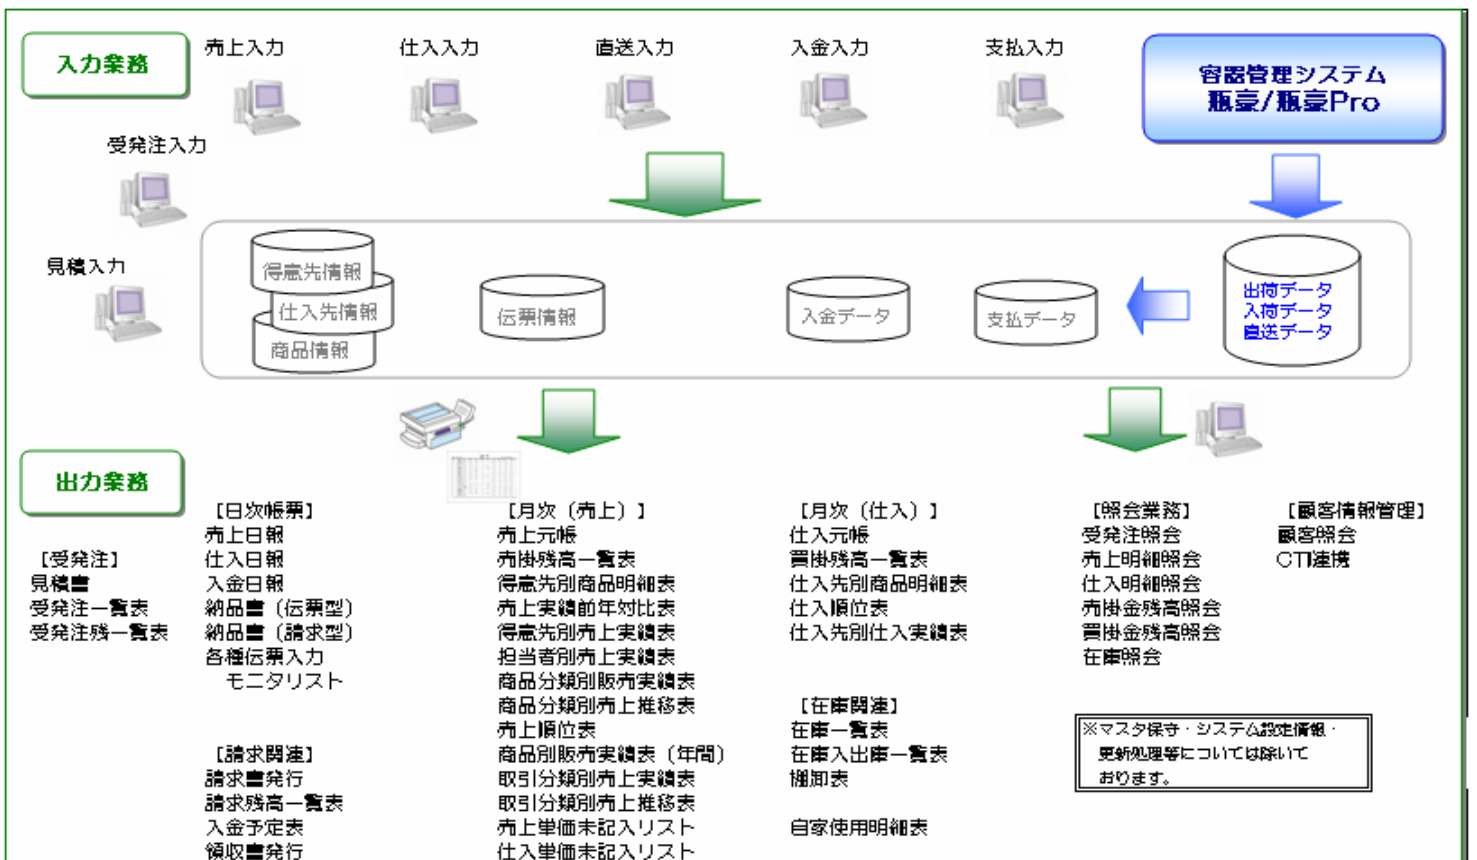 入力業務
売上入力
仕入入力
直送入力
入金入力
支払入力
容器管理システム
瓶豪/瓶豪Pro
受発注入力
見積入力
得意先情報
仕入先情報
商品情報
伝票情報
入金データ
支払データ
出荷データ
入荷データ
直送データ
出力業務
【受発注】
見積書
受発注一覧表
受発注残一覧表
【日次帳票】
売上日報
仕入日報
入金日報
納品書（伝票型）
納品書（請求型）
各種伝票入力
モニタリスト
【請求関連】
請求書発行
請求残高一覧表
入金予定表
領収書発行
【月次（売上）】
売上元帳
売掛残高一覧表
得意先別商品明細表
売上実績前年対比表
得意先別売上実績表
担当者別売上実績表
商品分類別販売実績表
商品分類別売上推移表
売上順位表
商品別販売実績表（年間）
取引分類別売上実績表
取引分類別売上推移表
売上単価未記入リスト
仕入単価未記入リスト
【月次（仕入）】
仕入元帳
買掛残高一覧表
仕入先別商品明細表
仕入順位表
仕入先別仕入実績表
【在庫関連】
在庫一覧表
在庫入出庫一覧表
棚卸表
自家使用明細表
【照会業務】
受発注照会
売上明細照会
仕入明細照会
売掛金残高照会
買掛金残高照会
在庫照会
【顧客情報管理】
顧客照会
CTI連携
※マスタ保守・システム設定情報・
更新処理等については除いて
おります。